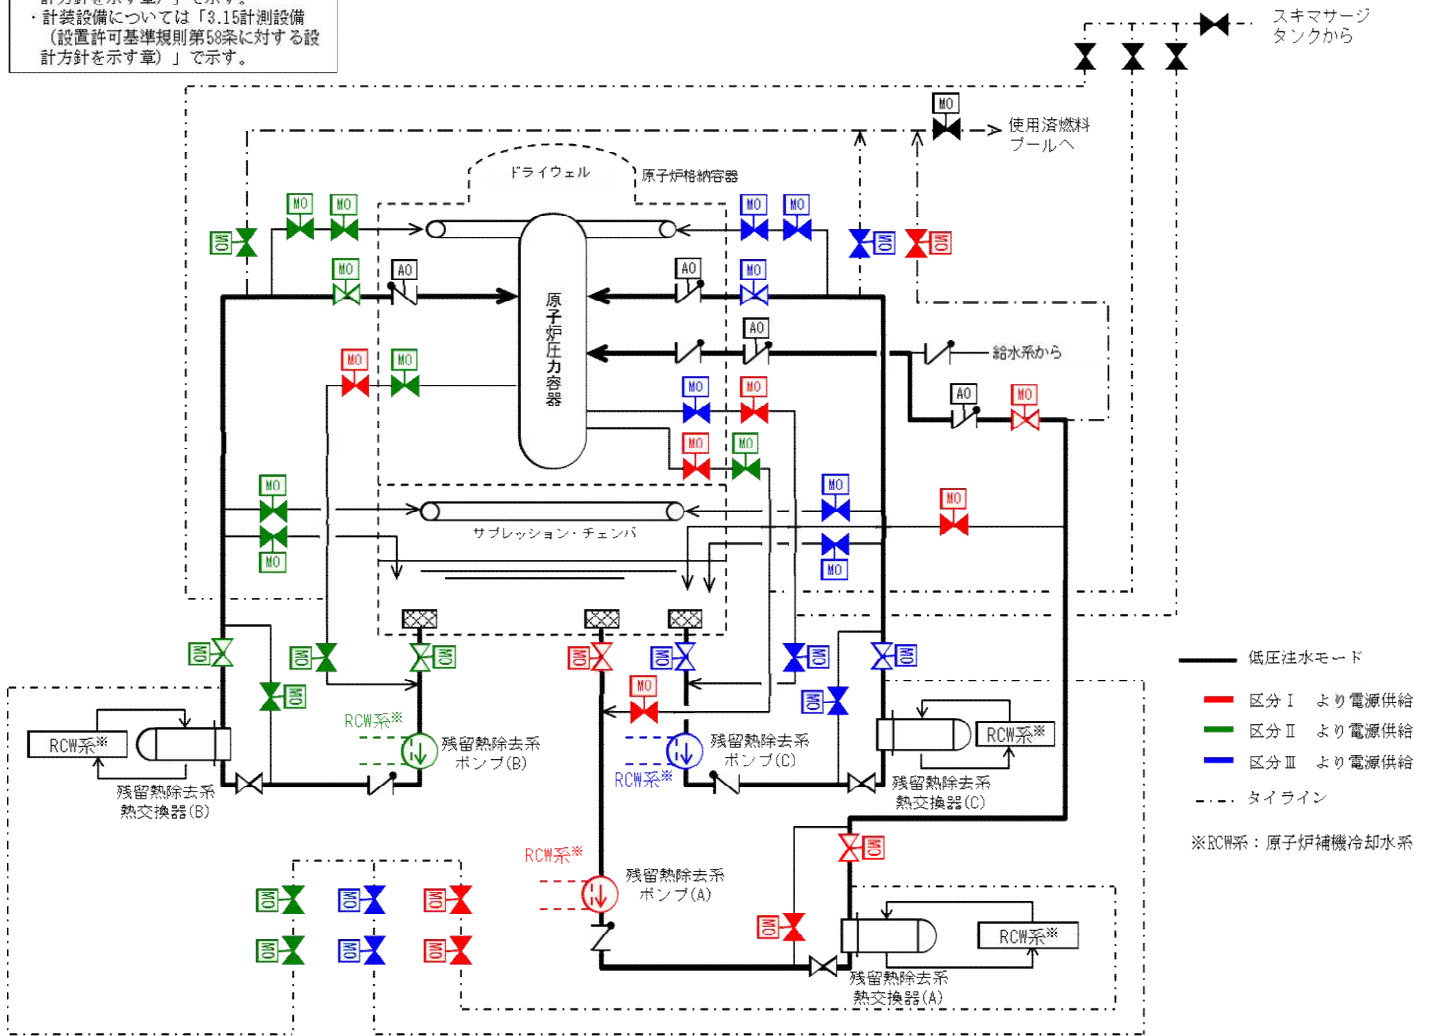 計方針を示す章）」で示す。
・計装設備については「3.15計測設備
（設置許可基準規則第58条に対する設
計方針を示す章）」で示す。
スキマサージ
タンクから
MO
使用済燃料
プールへ
ドライウェル
原子炉格納容器
MO
MO
MO
MO
MO
MO
MO
MO
AO
AO
MO
原子炉圧力容器
AO
給水系から
MO
MO
MO
MO
AO
MO
MO
MO
MO
MO
MO
サプレッション・チェンバ
MO
MO
MO
MO
MO
MO
MO
MO
MO
MO
MO
MO
MO
低圧注水モード
区分Ⅰ より電源供給
区分Ⅱ より電源供給
区分Ⅲ より電源供給
タイライン
※RCW系：原子炉補機冷却水系
RCW系※
RCW系※
残留熱除去系
ポンプ(B)
残留熱除去系
熱交換器(B)
RCW系※
残留熱除去系
ポンプ(C)
RCW系※
残留熱除去系
熱交換器(C)
RCW系※
残留熱除去系
ポンプ(A)
MO
MO
MO
MO
MO
MO
MO
MO
RCW系※
残留熱除去系
熱交換器(A)